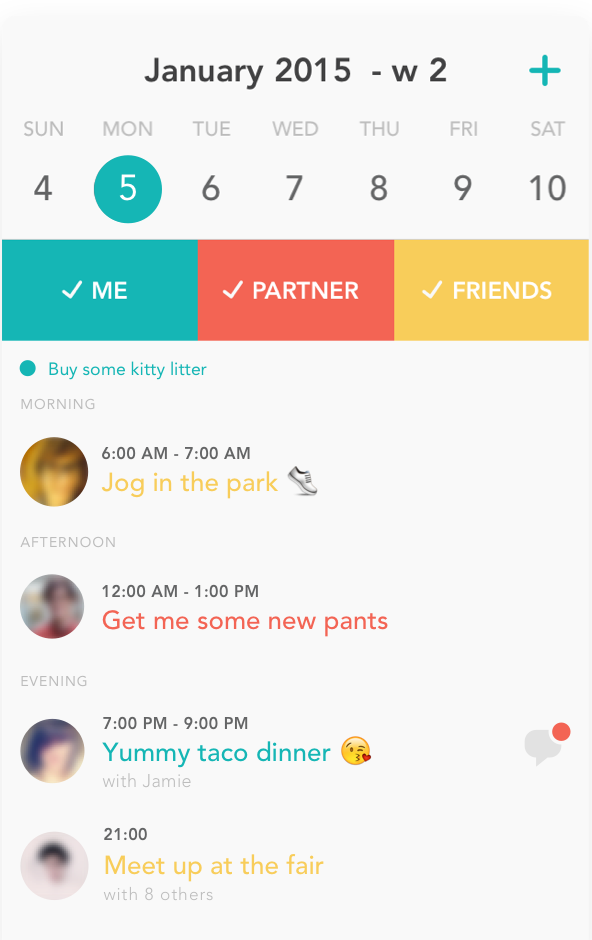 January 2015 - w 2
SUN MON TUE WED THU FRI SAT
4 5 6 7 8 9 10
ME PARTNER FRIENDS
Buy some kitty litter
MORNING
6:00 AM - 7:00 AM
Jog in the park
AFTERNOON
12:00 AM - 1:00 PM
Get me some new pants
EVENING
7:00 PM - 9:00 PM
Yummy taco dinner
with Jamie
21:00
Meet up at the fair
with 8 others